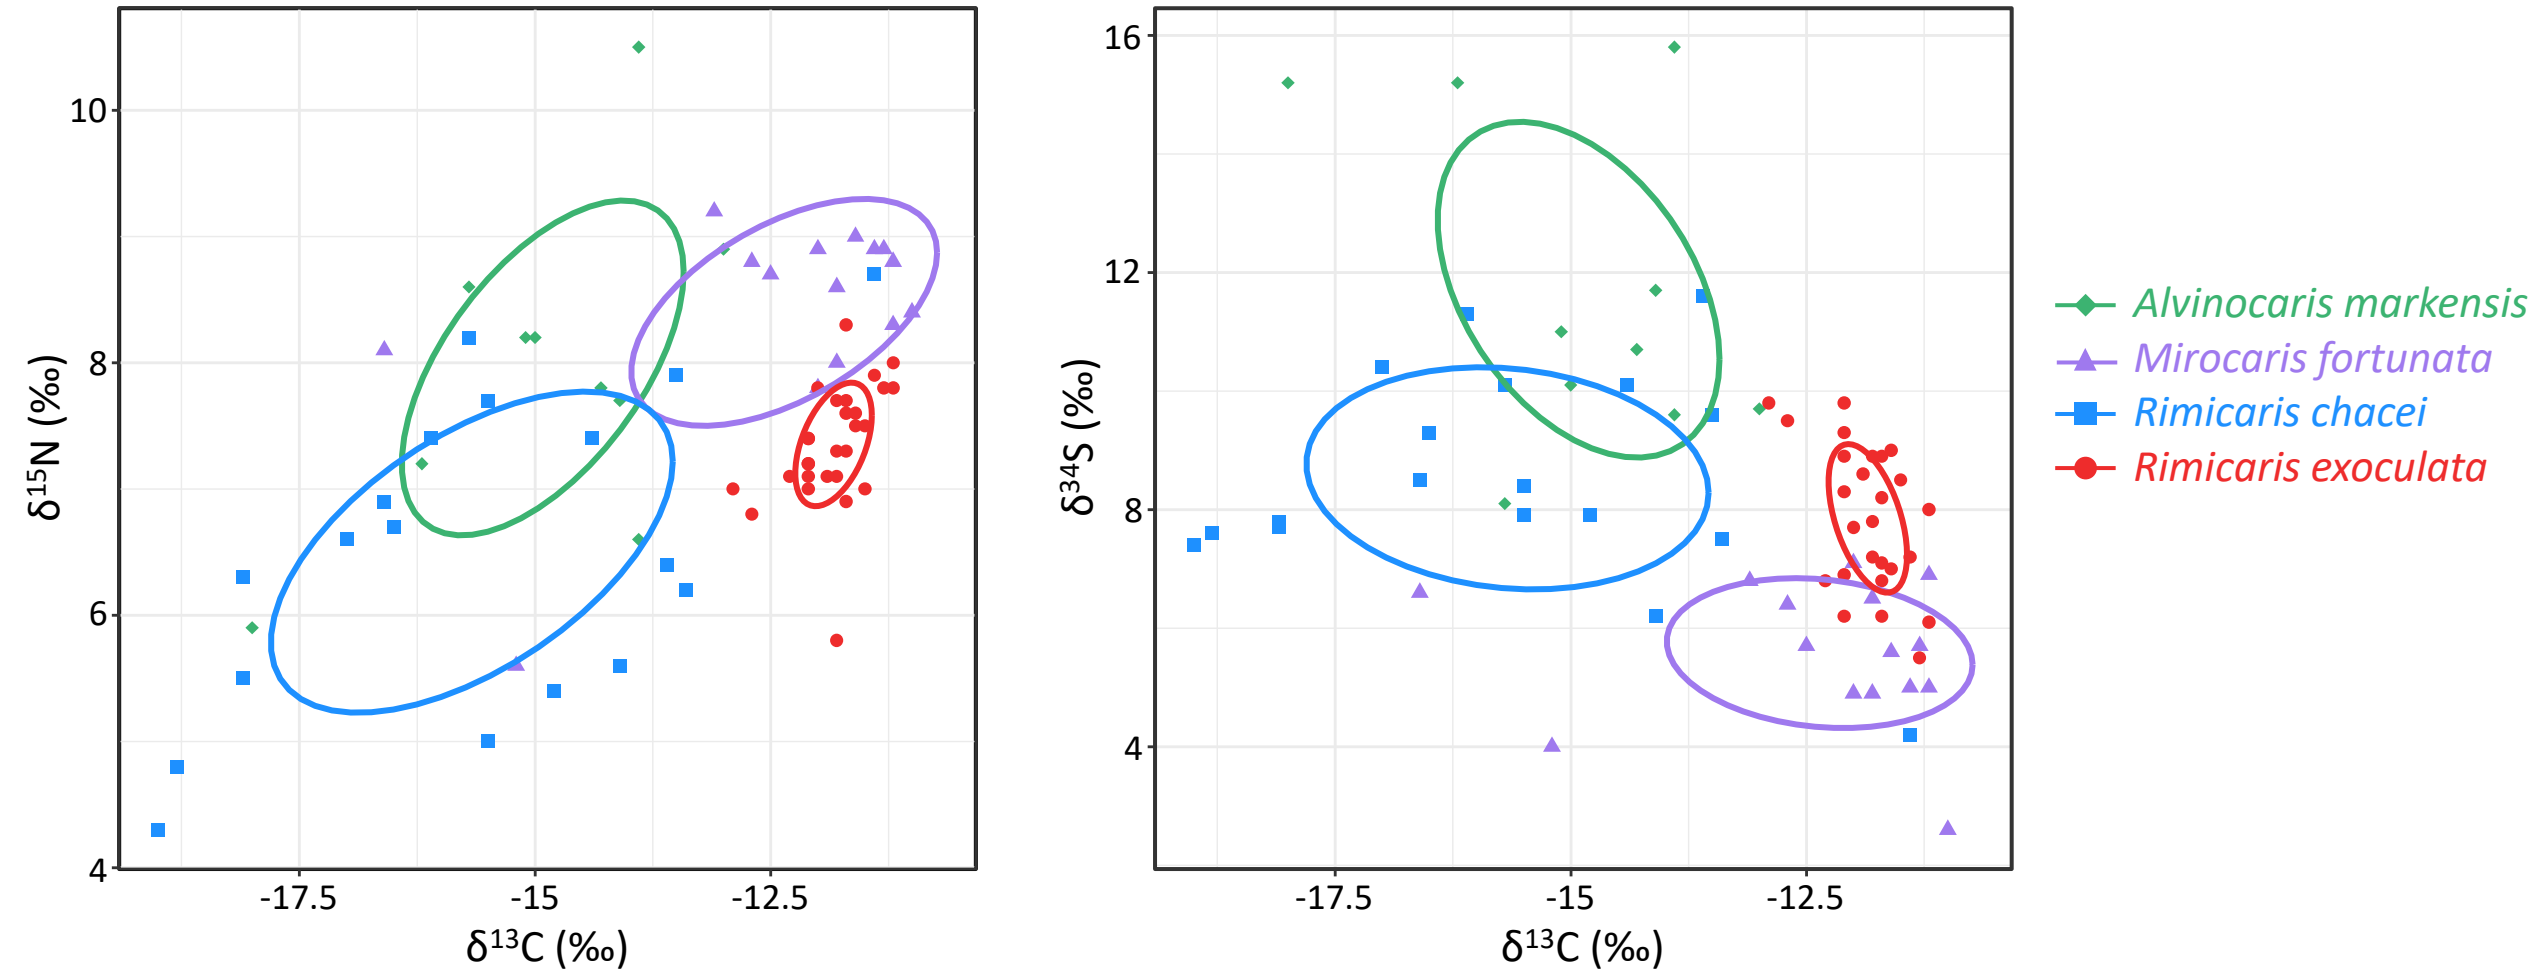 10
8
6
4
δ¹⁵N (‰)
-17.5
-15
-12.5
δ¹³C (‰)
16
12
8
4
δ³⁴S (‰)
-17.5
-15
-12.5
δ¹³C (‰)
Alvinocaris markensis
Mirocaris fortunata
Rimicaris chacei
Rimicaris exoculata